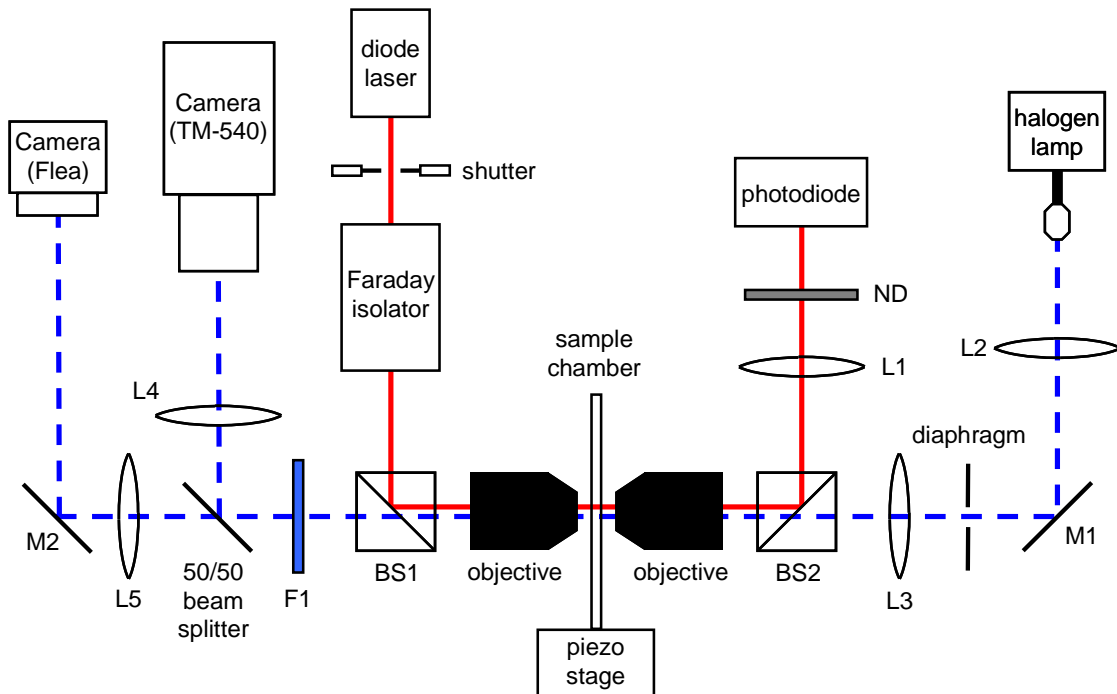 diode
laser
Camera
(TM-540)
Camera
(Flea)
halogen
lamp
shutter
photodiode
Faraday
isolator
ND
sample
chamber
L2
L1
L4
diaphragm
M2
M1
BS1
objective
objective
BS2
50/50
beam
splitter
L5
F1
L3
piezo
stage